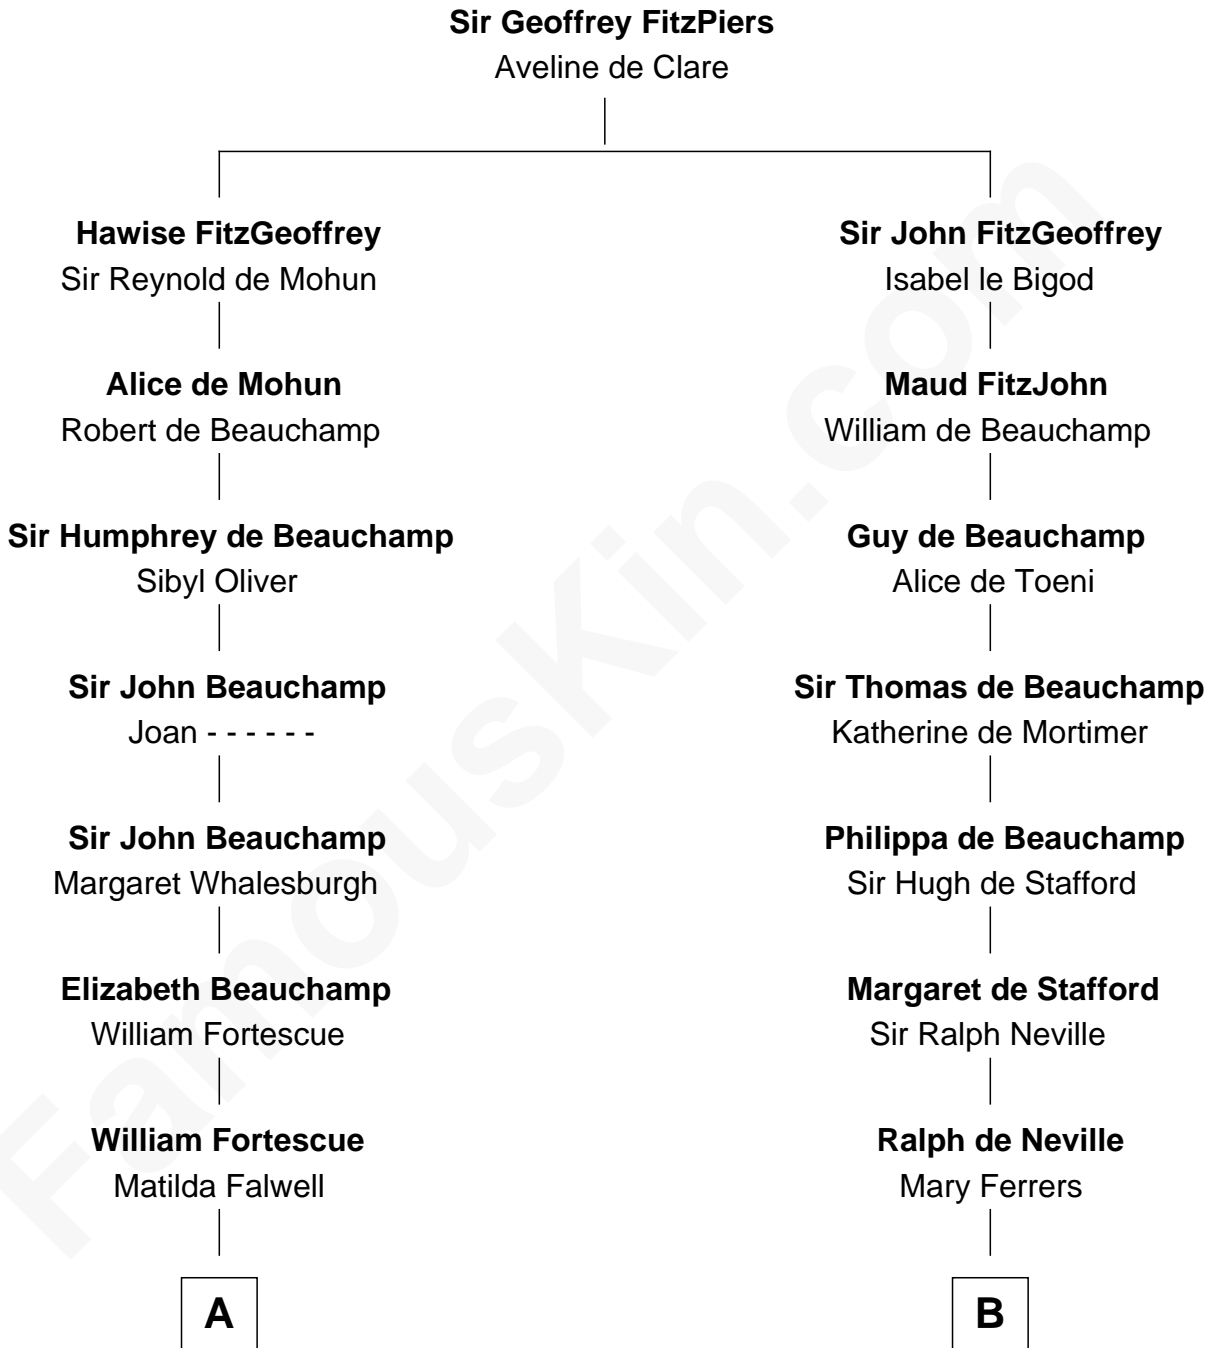 Sir Geoffrey FitzPiers
Aveline de Clare
Hawise FitzGeoffrey
Sir Reynold de Mohun
Alice de Mohun
Robert de Beauchamp
Sir Humphrey de Beauchamp
Sibyl Oliver
Sir John Beauchamp
Joan - - - - - -
Sir John Beauchamp
Margaret Whalesburgh
Elizabeth Beauchamp
William Fortescue
William Fortescue
Matilda Falwell
A
Sir John FitzGeoffrey
Isabel le Bigod
Maud FitzJohn
William de Beauchamp
Guy de Beauchamp
Alice de Toeni
Sir Thomas de Beauchamp
Katherine de Mortimer
Philippa de Beauchamp
Sir Hugh de Stafford
Margaret de Stafford
Sir Ralph Neville
Ralph de Neville
Mary Ferrers
B
FamousKin.com